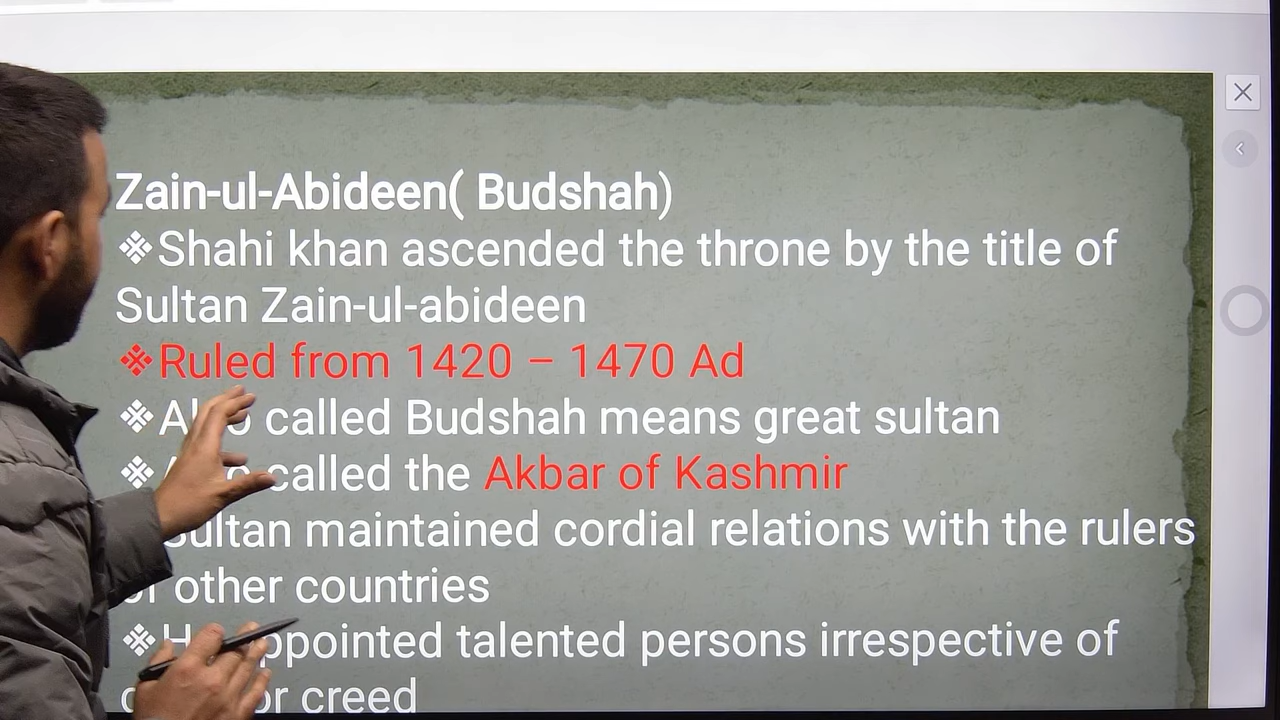 Zain-ul-Abideen( Budshah)
❖Shahi khan ascended the throne by the title of
Sultan Zain-ul-abideen
❖Ruled from 1420 – 1470 Ad
❖Also called Budshah means great sultan
❖Also called the Akbar of Kashmir
Sultan maintained cordial relations with the rulers
of other countries
❖He appointed talented persons irrespective of
or creed